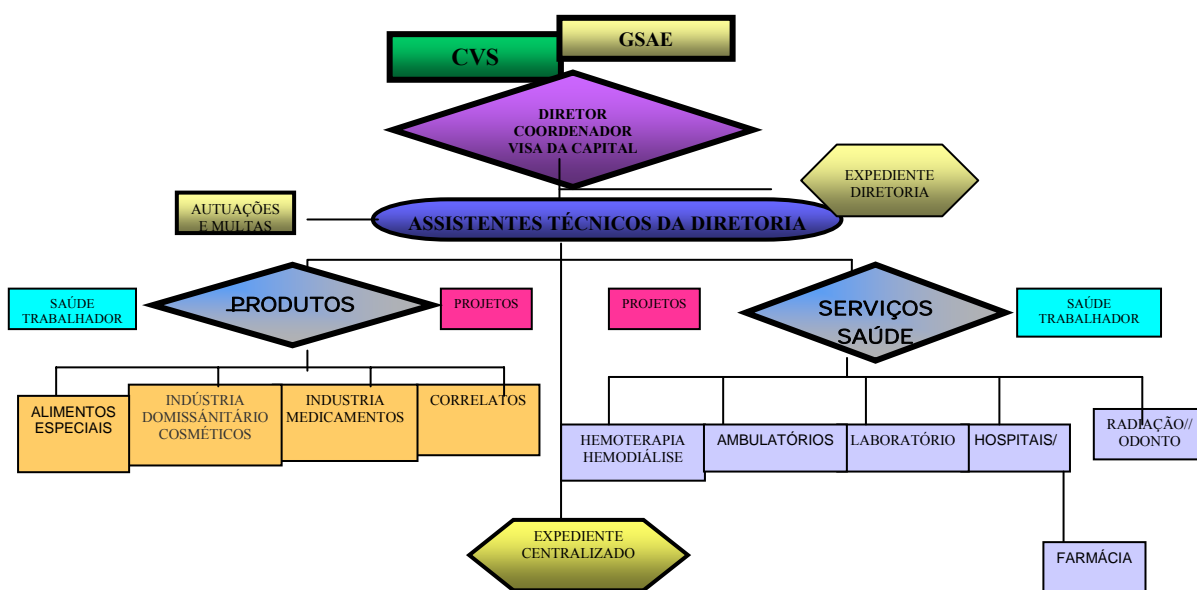 CVS
GSAE
DIRETOR
COORDENADOR
VISA DA CAPITAL
EXPEDIENTE
DIRETORIA
AUTUAÇÕES
E MULTAS
ASSISTENTES TÉCNICOS DA DIRETORIA
SAÚDE
TRABALHADOR
PRODUTOS
PROJETOS
PROJETOS
SERVIÇOS
SAÚDE
SAÚDE
TRABALHADOR
ALIMENTOS
ESPECIAIS
INDÚSTRIA
DOMISSÁNITÁRIO
COSMÉTICOS
INDUSTRIA
MEDICAMENTOS
CORRELATOS
HEMOTERAPIA
HEMODIÁLISE
AMBULATÓRIOS
LABORATÓRIO
HOSPITAIS/
RADIAÇÃO//
ODONTO
EXPEDIENTE
CENTRALIZADO
FARMÁCIA